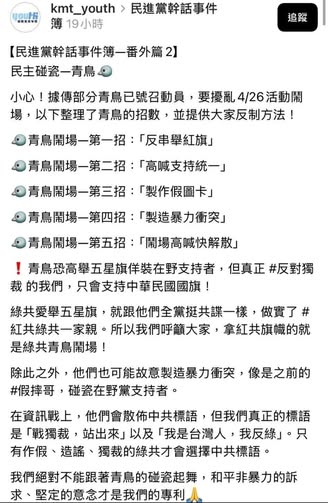 kmt_youth > 民進黨幹話事件
簿 19小時
追蹤
【民進黨幹話事件簿—番外篇2】
民主碰瓷—青鳥
小心!據傳部分青鳥已號召動員,要擾亂4/26活動鬧
場,以下整理了青鳥的招數,並提供大家反制方法!
青鳥鬧場—第一招:「反串舉紅旗」
青鳥鬧場—第二招:「高喊支持統一」
青鳥鬧場—第三招:「製作假圖卡」
青鳥鬧場—第四招:「製造暴力衝突」
青鳥鬧場—第五招:「鬧場高喊快解散」
❗青鳥恐高舉五星旗佯裝在野支持者,但真正 #反對獨
裁 的我們,只會支持中華民國國旗!
綠共愛舉五星旗,就跟他們全黨挺共諜一樣,做實了 #
紅共綠共一家親。所以我們呼籲大家,拿紅共旗幟的就
是綠共青鳥鬧場!
除此之外,他們也可能故意製造暴力衝突,像是之前的
#假摔哥,碰瓷在野黨支持者。
在資訊戰上,他們會散佈中共標語,但我們真正的標語
是「戰獨裁,站出來」以及「我是台灣人,我反綠」。只
有作假、造謠、獨裁的綠共才會選擇中共標語。
我們絕對不能跟著青鳥的碰瓷起舞,和平非暴力的訴
求、堅定的意念才是我們的專利🙏